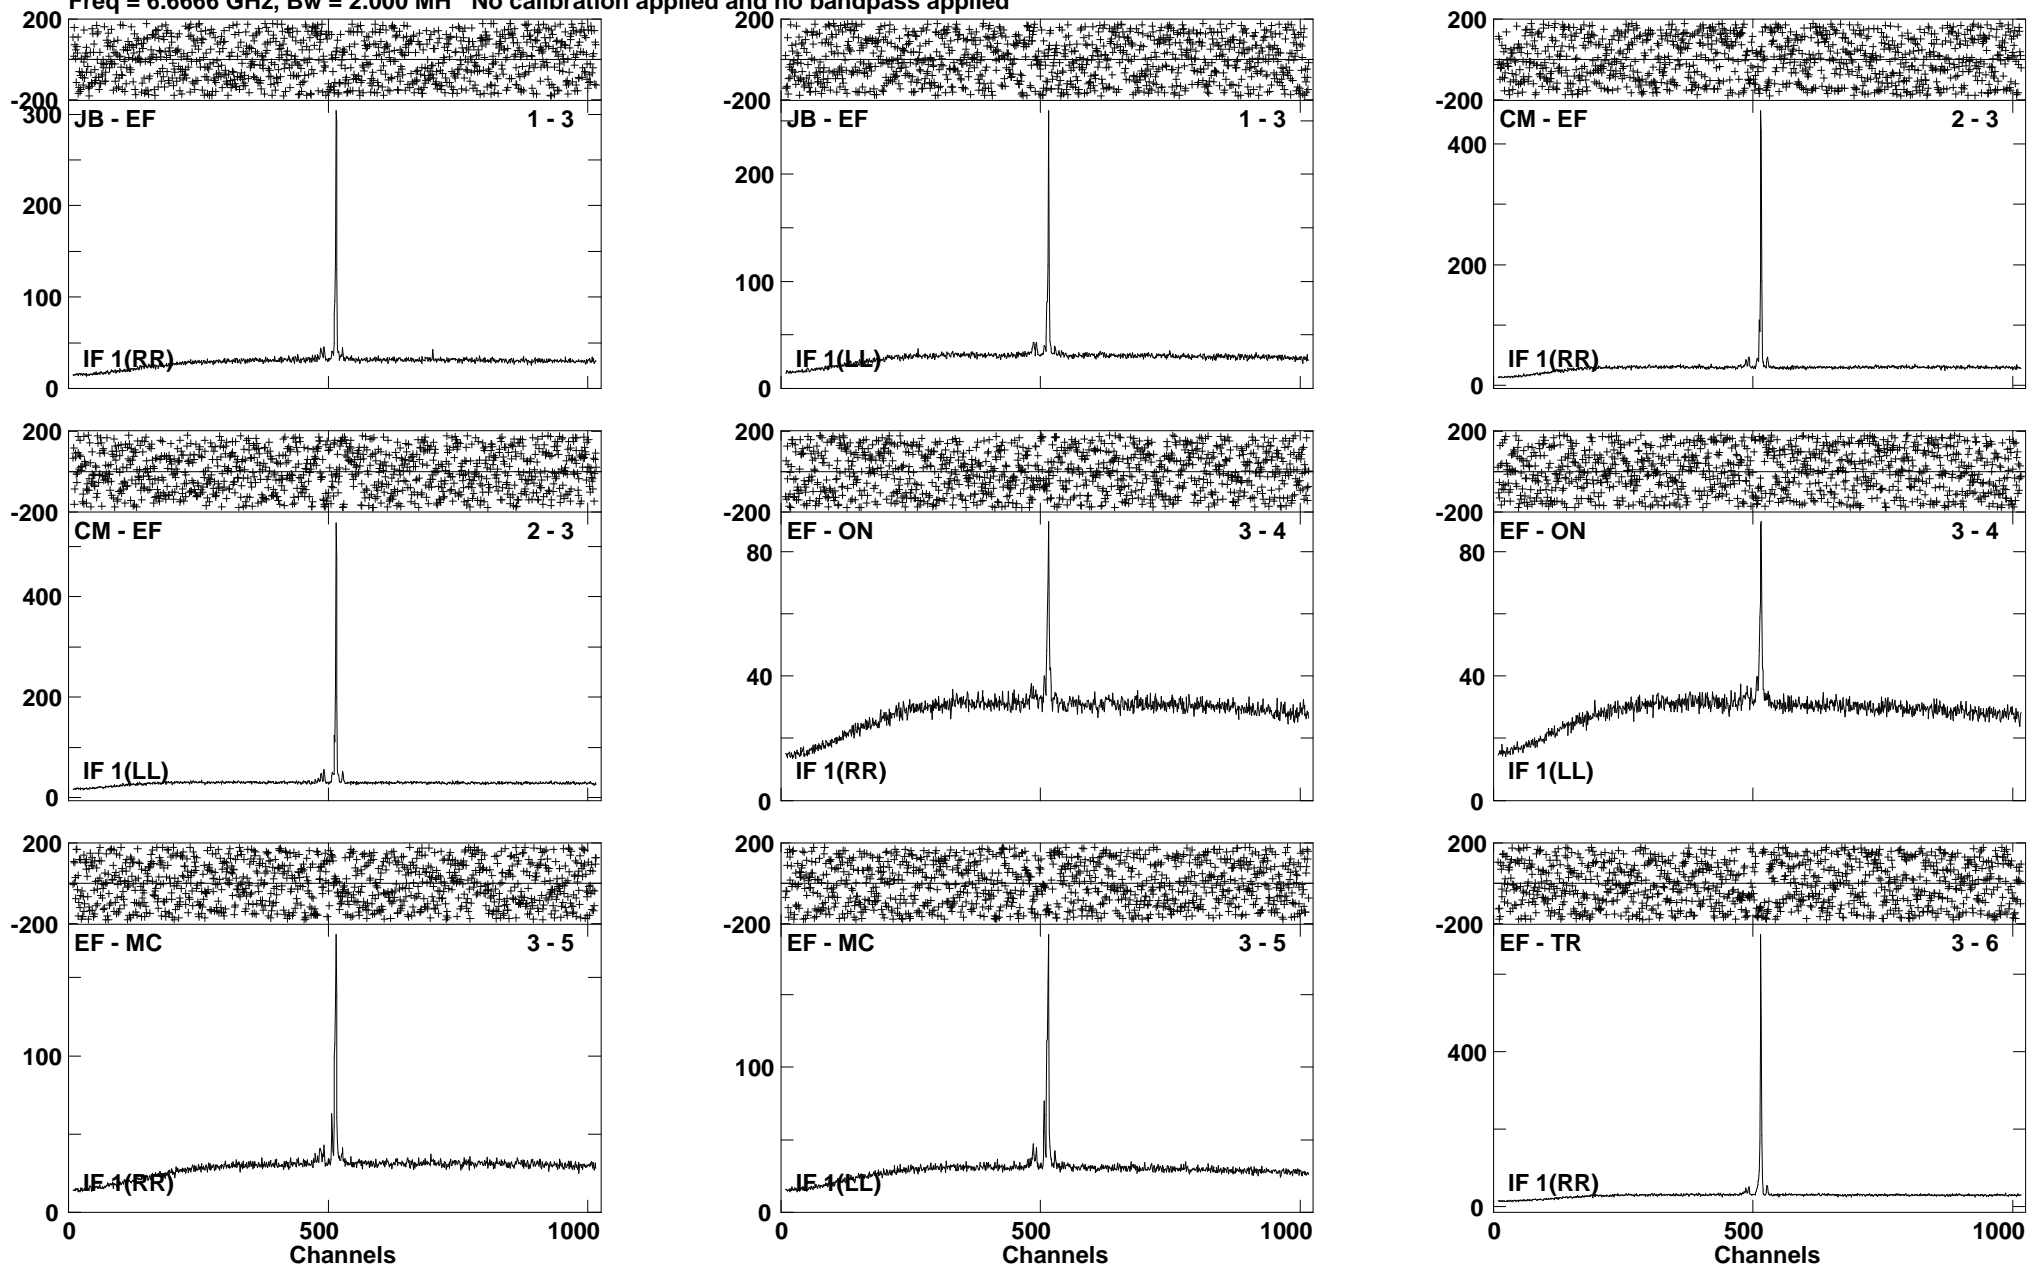 Freq = 6.6666 GHz, Bw = 2.000 MH No calibration applied and no bandpass applied
200 200 200
-200 -200 -200
300 JB - EF 1 - 3 JB - EF 1 - 3 CM - EF 2 - 3
400
200 200
200
100 100
IF 1(RR) IF 1(LL) IF 1(RR)
0 0 0
200 200 200
-200 -200 -200
CM - EF 2 - 3 EF - ON 3 - 4 EF - ON 3 - 4
80 80
400
200 40 40
IF 1(LL) IF 1(RR) IF 1(LL)
0 0 0
200 200 200
-200 -200 -200
EF - MC 3 - 5 EF - MC 3 - 5 EF - TR 3 - 6
100 100 400
IF 1(RR) IF 1(LL) IF 1(RR)
0 0 0
0 500 1000 0 500 1000 0 500 1000
Channels Channels Channels